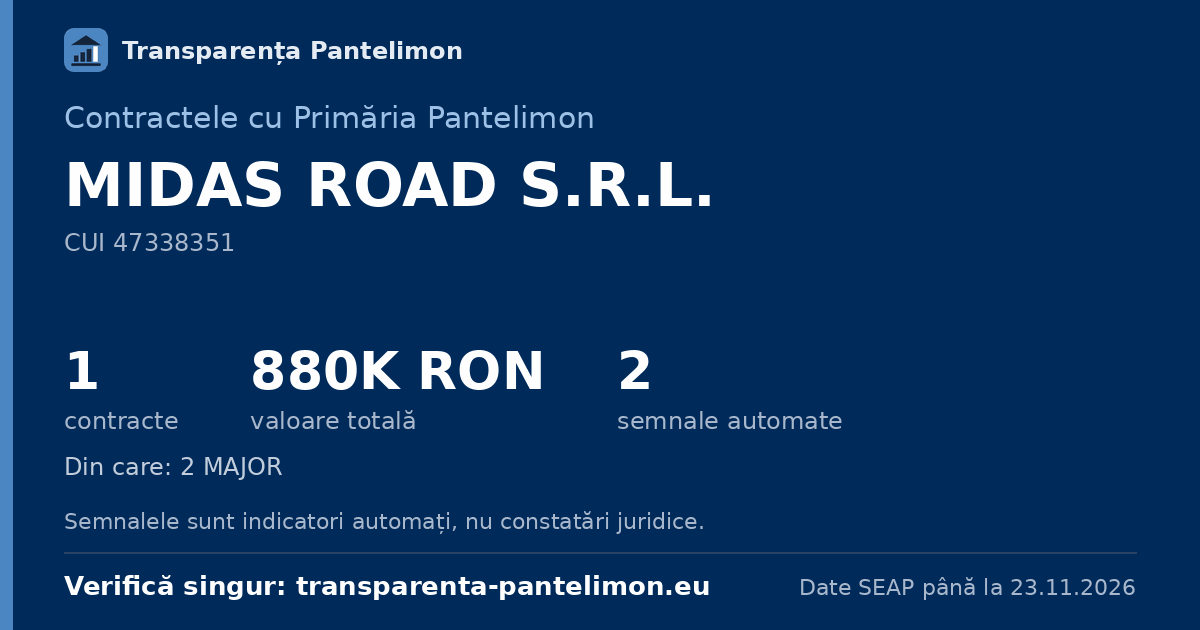 Transparența Pantelimon
Contractele cu Primăria Pantelimon
MIDAS ROAD S.R.L.
CUI 47338351
1 880K RON 2
contracte valoare totală semnale automate
Din care: 2 MAJOR
Semnalele sunt indicatori automați, nu constatări juridice.
Verifică singur: transparenta-pantelimon.eu Date SEAP până la 23.11.2026